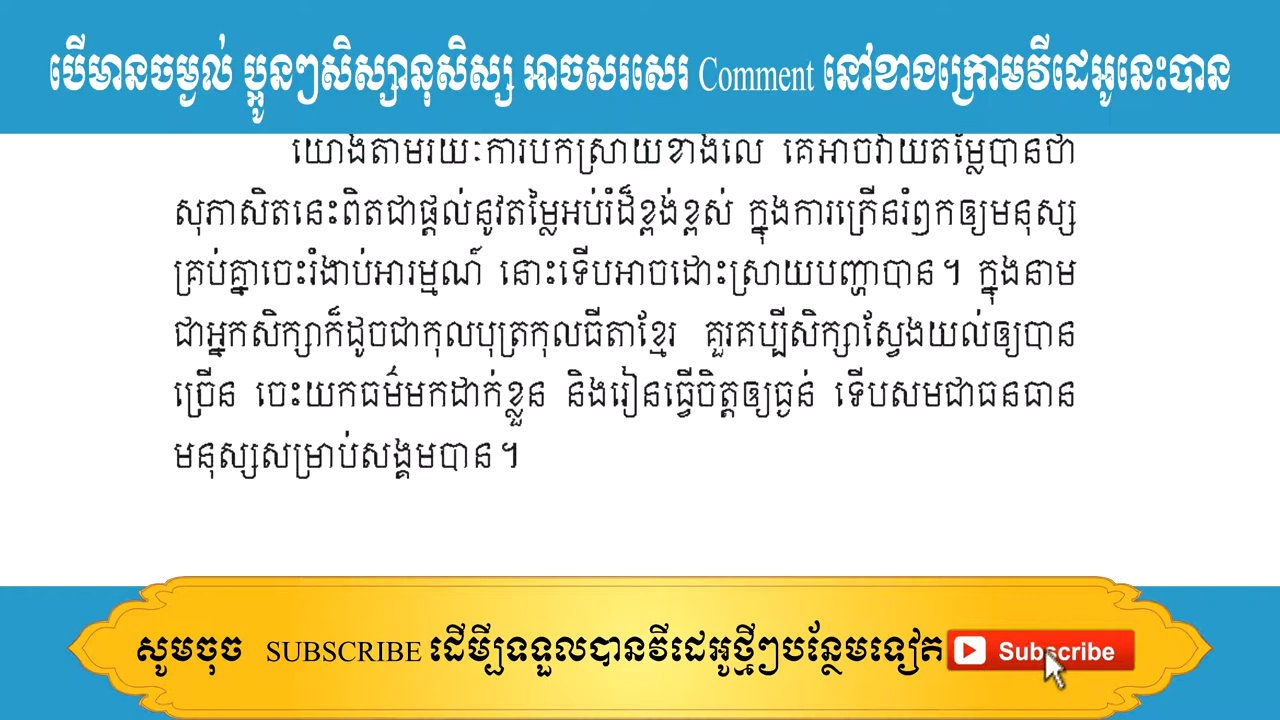 បើមានចម្ងល់ ប្អូនៗសិស្សានុសិស្ស អាចសរសេរ Comment នៅខាងក្រោមវីដេអូនេះបាន
យោងតាមរយៈការបកស្រាយខាងលេ គេអាចវាយតម្លៃបានថា
សុភាសិតនេះពិតជាផ្តល់នូវតម្លៃអប់រំដ៏ខ្ពង់ខ្ពស់ ក្នុងការក្រើនរំឭកឲ្យមនុស្ស
គ្រប់គ្នាចេះរំងាប់អារម្មណ៍ នោះទើបអាចដោះស្រាយបញ្ហាបាន។ ក្នុងនាម
ជាអ្នកសិក្សាក៏ដូចជាកុលបុត្រកុលធីតាខ្មែរ គួរគប្បីសិក្សាស្វែងយល់ឲ្យបាន
ច្រើន ចេះយកធម៌មកដាក់ខ្លួន និងរៀនធ្វើចិត្តឲ្យធ្ងន់ ទើបសមជាធនធាន
មនុស្សសម្រាប់សង្គមបាន។
សូមចុច SUBSCRIBE ដើម្បីទទួលបានវីដេអូថ្មីៗបន្ថែមទៀត Subscribe